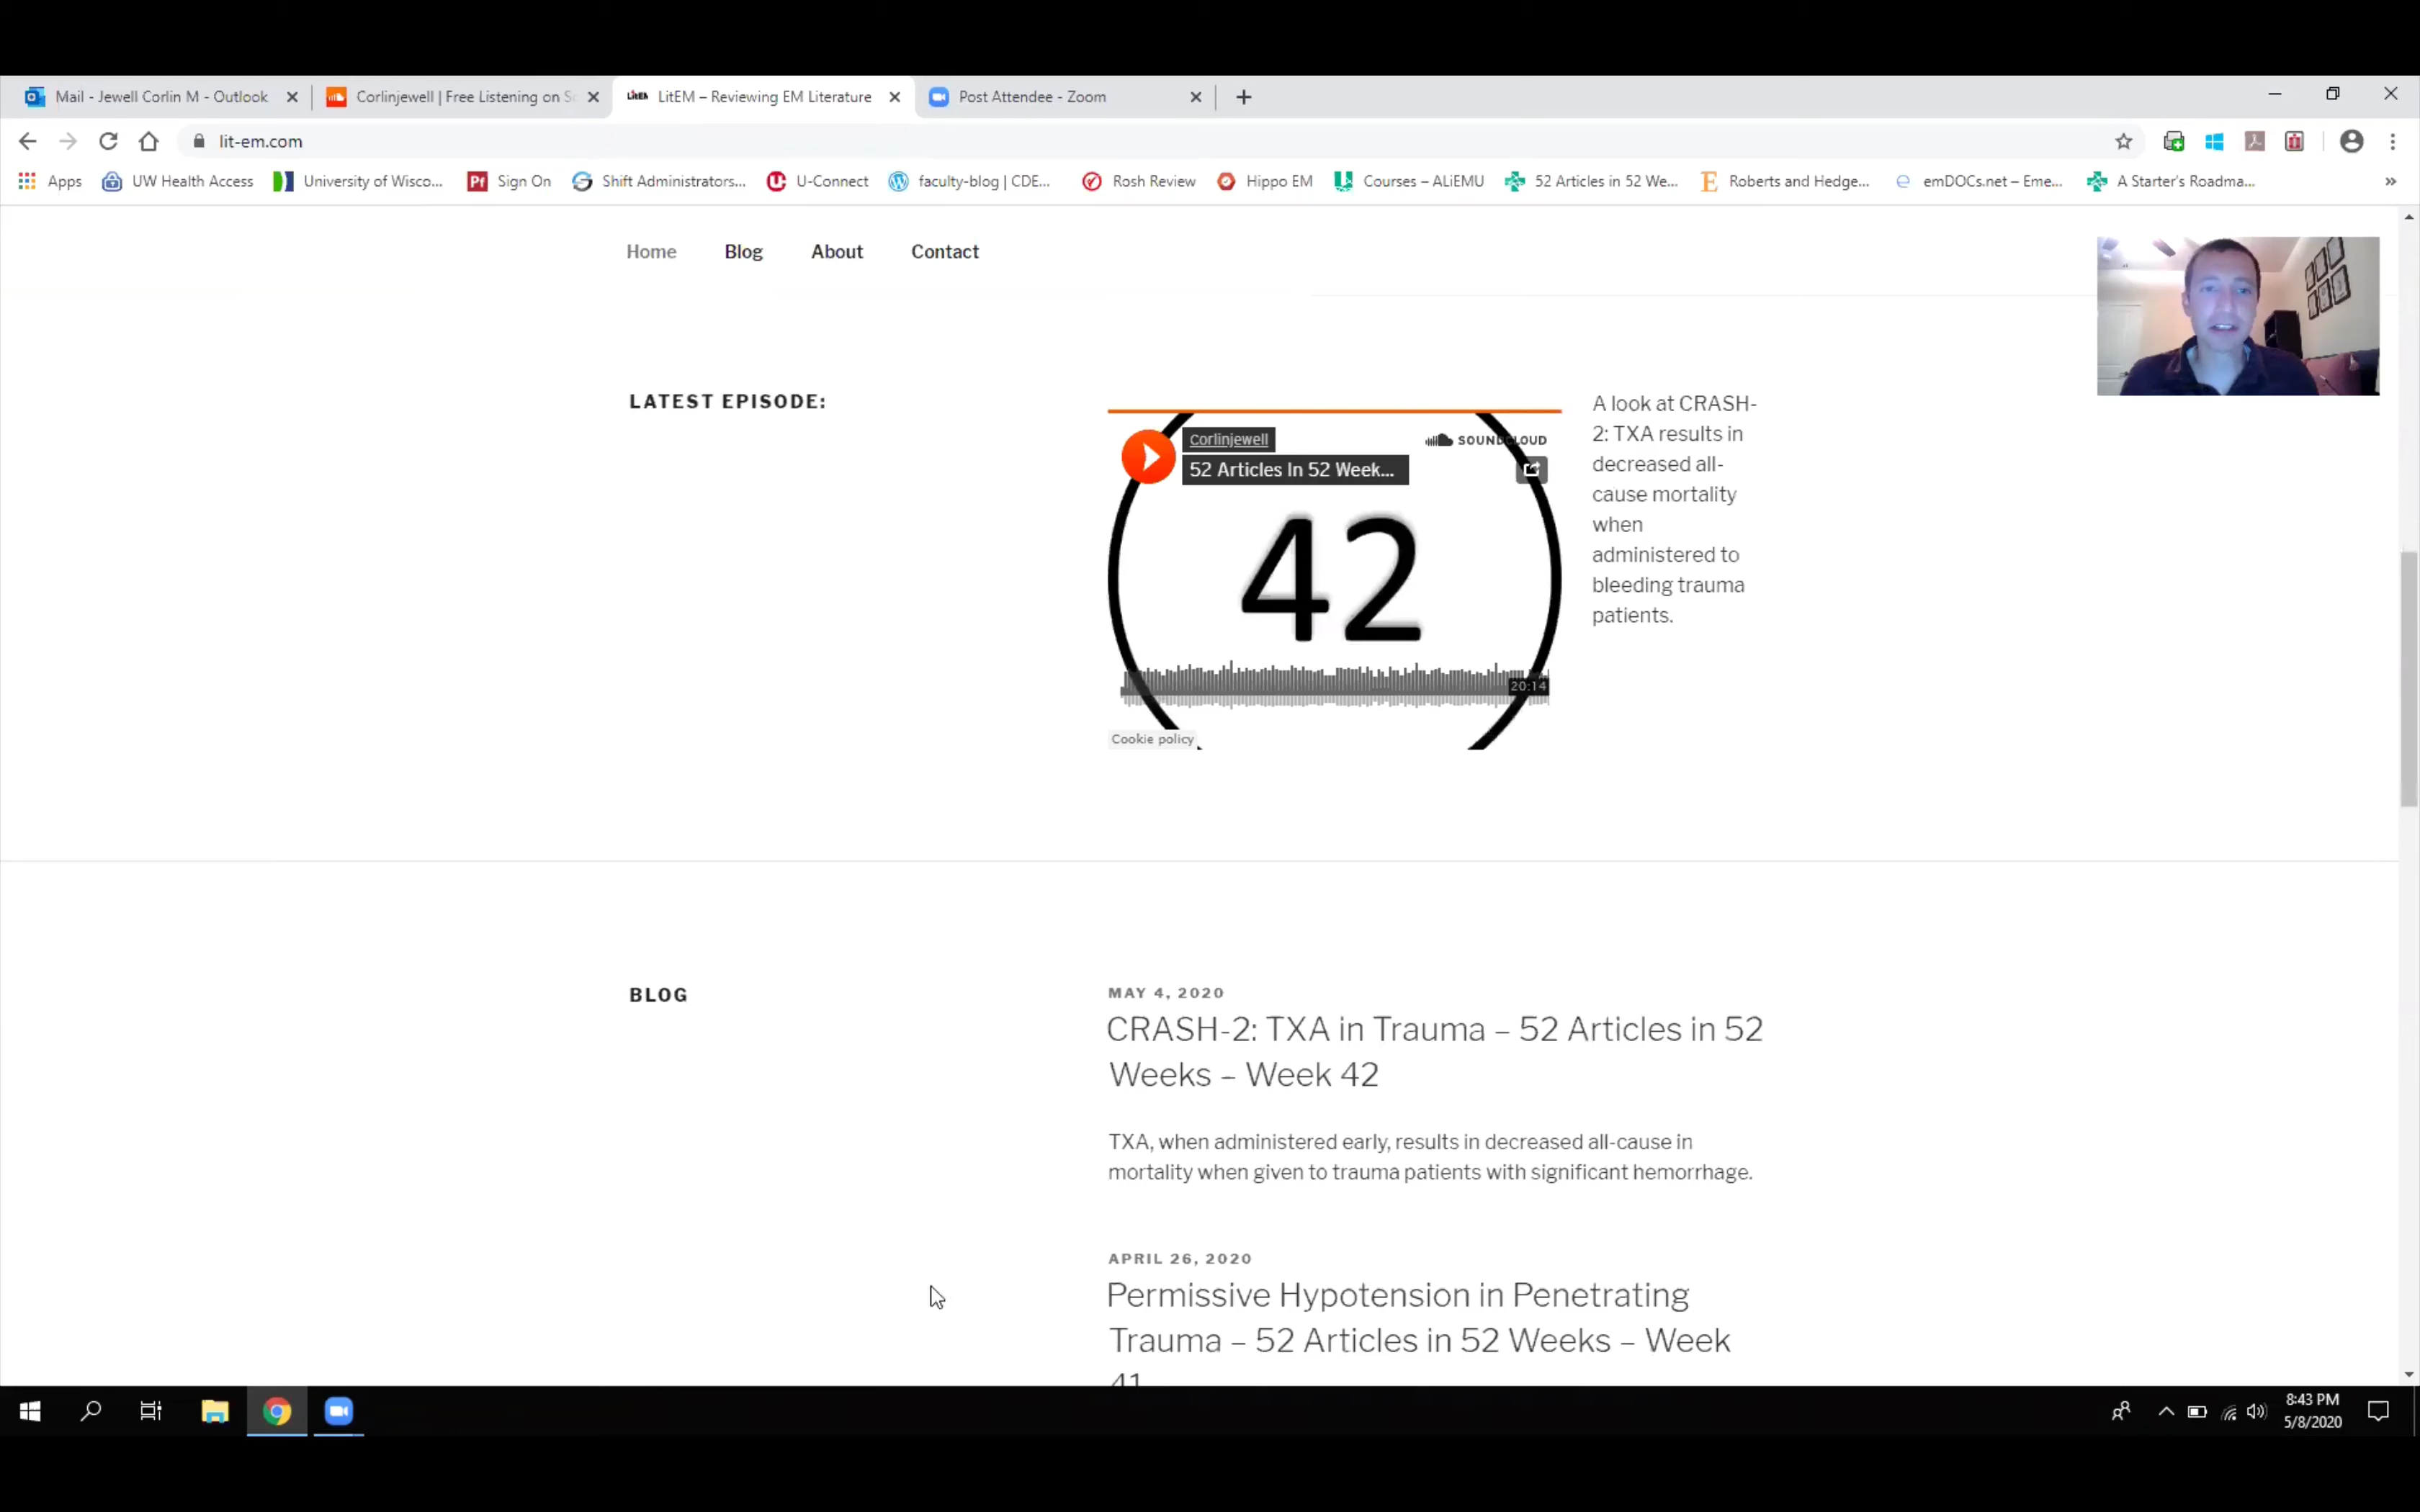 Mail - Jewell Corlin M - Outlook
Corlinjewell | Free Listening on So
LitEM – Reviewing EM Literature
Post Attendee - Zoom
lit-em.com
Apps
UW Health Access
University of Wisco...
Sign On
Shift Administrators...
U-Connect
faculty-blog | CDE...
Rosh Review
Hippo EM
Courses – ALiEMU
52 Articles in 52 We...
Roberts and Hedge...
emDOCs.net – Eme...
A Starter's Roadma...
Home
Blog
About
Contact
LATEST EPISODE:
Corlinjewell
SOUNDCLOUD
52 Articles In 52 Week...
42
20:14
Cookie policy
A look at CRASH-
2: TXA results in
decreased all-
cause mortality
when
administered to
bleeding trauma
patients.
BLOG
MAY 4, 2020
CRASH-2: TXA in Trauma – 52 Articles in 52
Weeks – Week 42
TXA, when administered early, results in decreased all-cause in
mortality when given to trauma patients with significant hemorrhage.
APRIL 26, 2020
Permissive Hypotension in Penetrating
Trauma – 52 Articles in 52 Weeks – Week
41
8:43 PM
5/8/2020